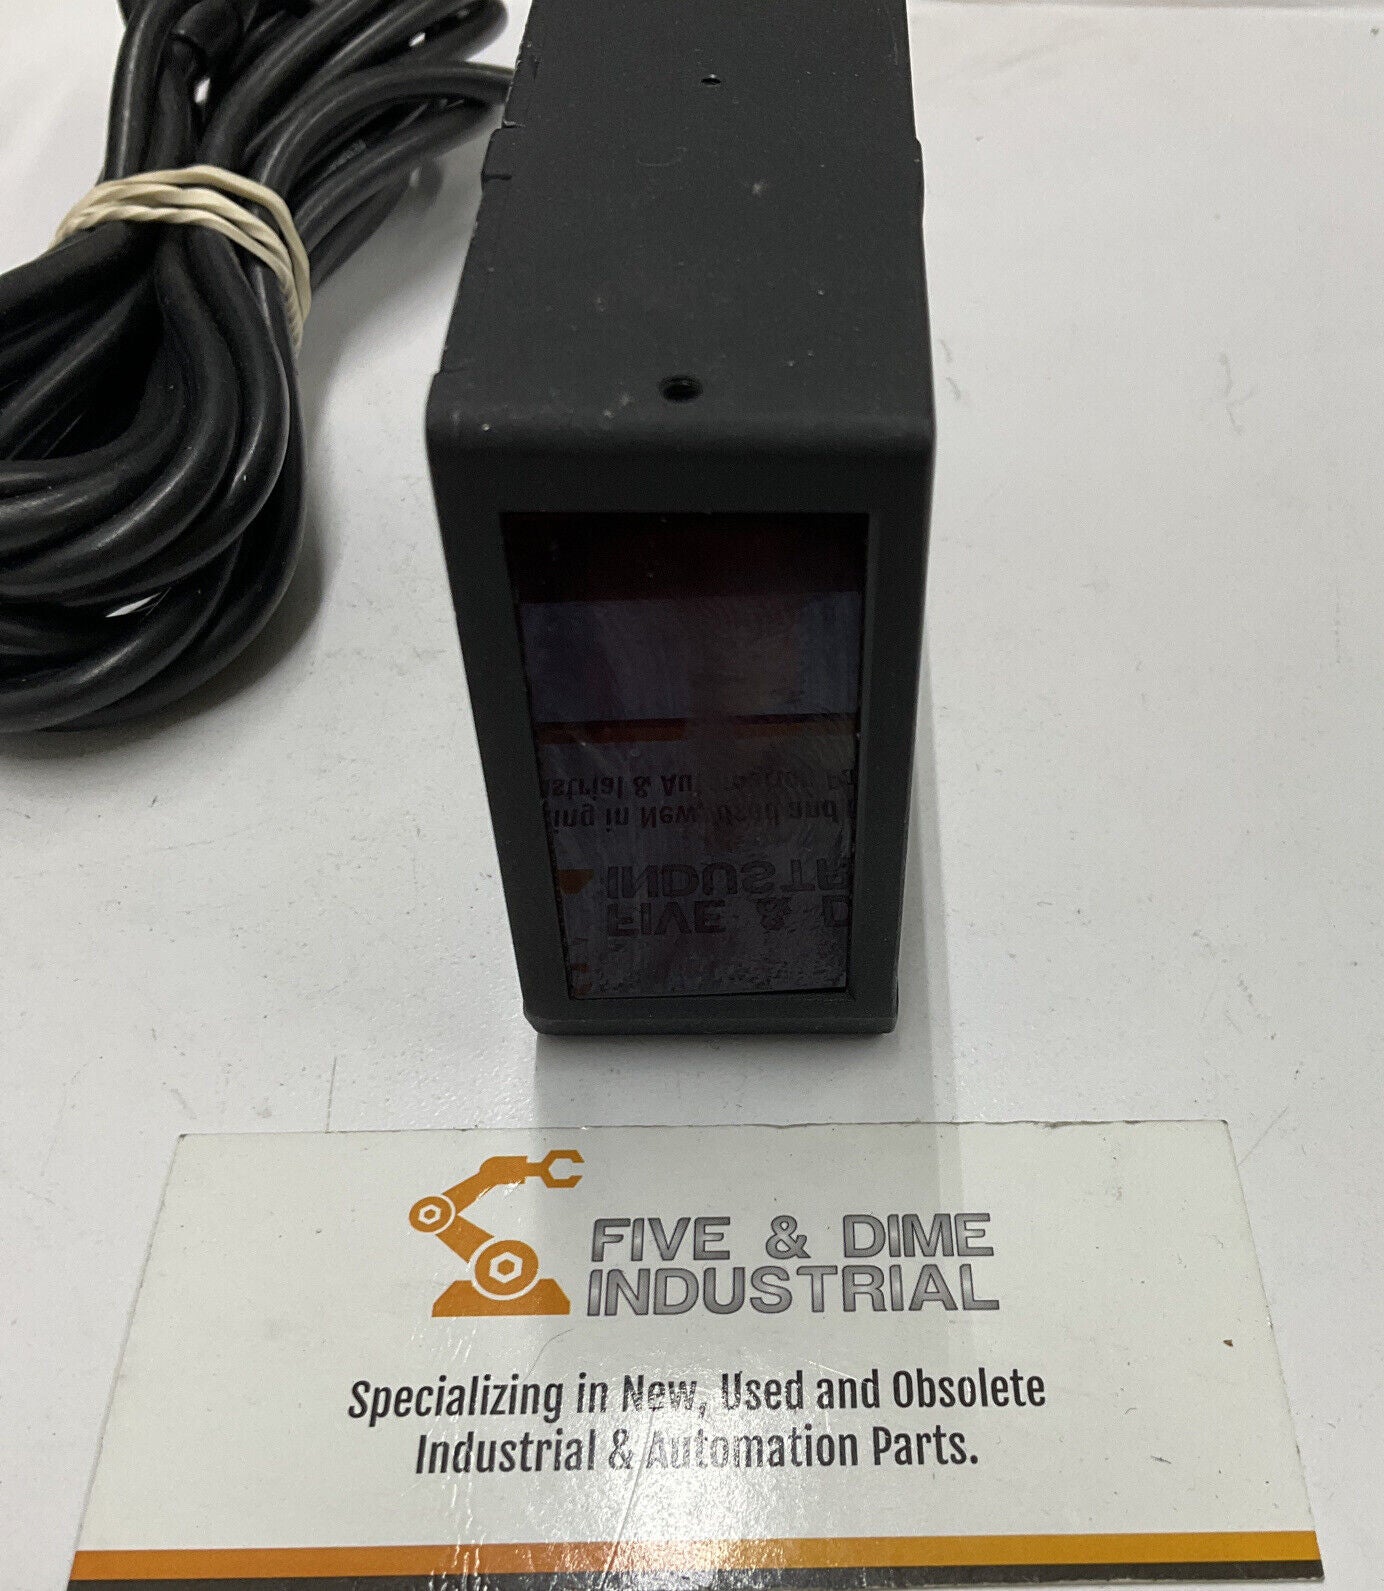 FIVE & DIME
INDUSTRIAL
Specializing in New, Used and Obsolete
Industrial & Automation Parts.